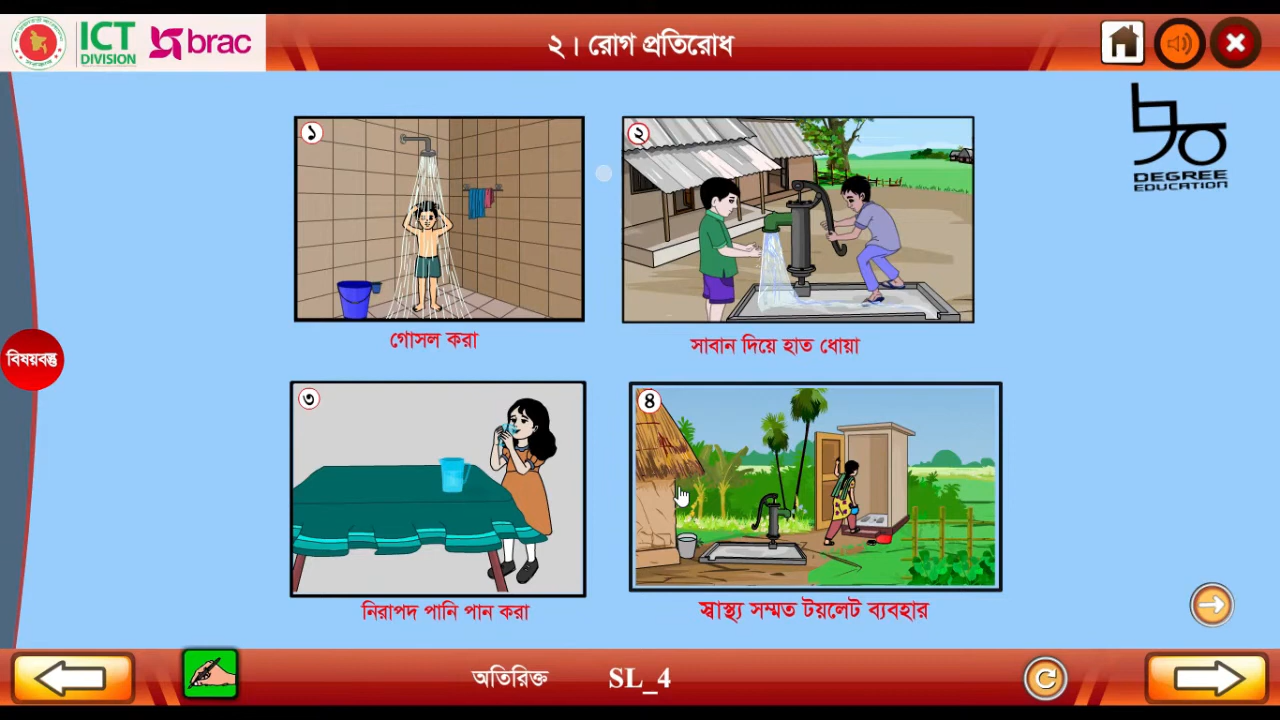 ICT
DIVISION
brac
২। রোগ প্রতিরোধ
DEGREE
EDUCATION
১
গোসল করা
২
সাবান দিয়ে হাত ধোয়া
বিষয়বস্তু
৩
নিরাপদ পানি পান করা
৪
স্বাস্থ্য সম্মত টয়লেট ব্যবহার
অতিরিক্ত SL_4